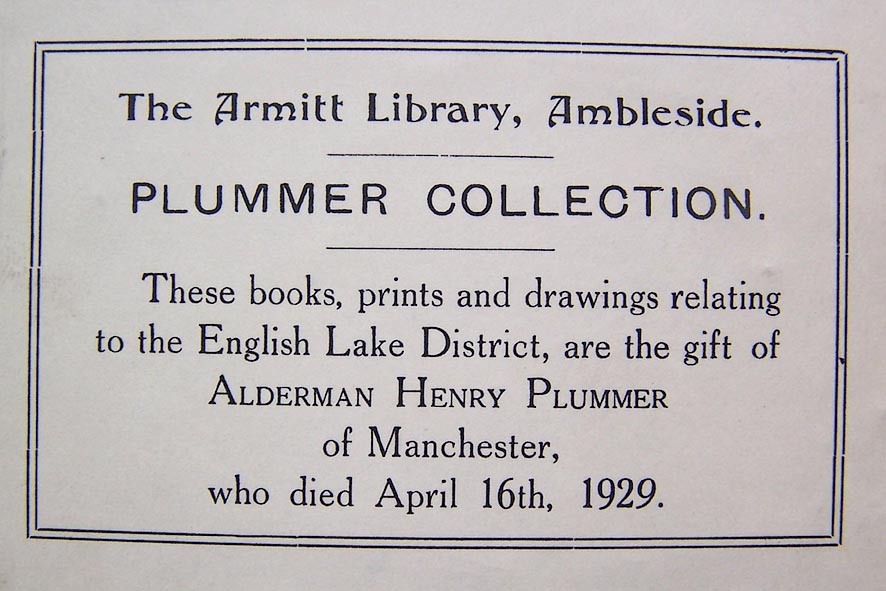 The Armitt Library, Ambleside.
PLUMMER COLLECTION.
These books, prints and drawings relating
to the English Lake District, are the gift of
ALDERMAN HENRY PLUMMER
of Manchester,
who died April 16th, 1929.